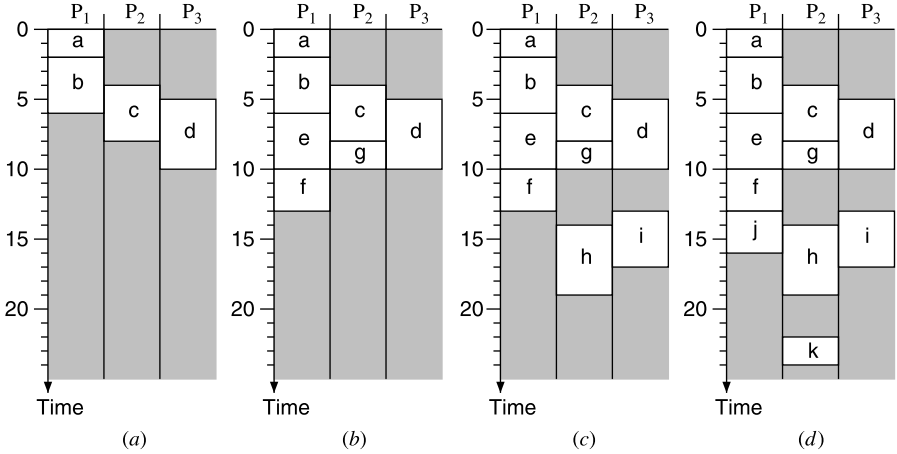 P1 P2 P3 P1 P2 P3 P1 P2 P3 P1 P2 P3
0 a 0 a 0 a 0 a
b b b b
5 c d 5 c d 5 c d 5 c d
e g e g e g
10 10 f 10 f 10 f
15 15 15 h i 15 j h i
20 20 20 20
k
Time Time Time Time
(a) (b) (c) (d)